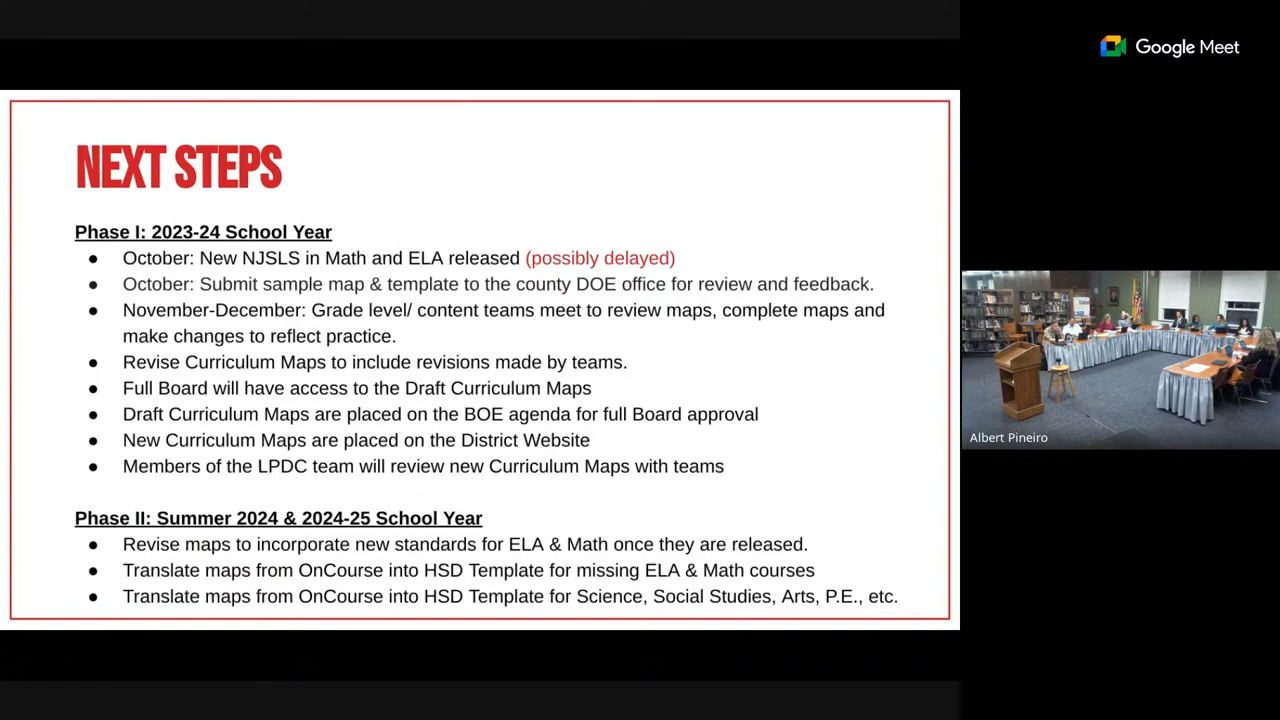 Google Meet
NEXT STEPS
Phase I: 2023-24 School Year
● October: New NJSLS in Math and ELA released (possibly delayed)
● October: Submit sample map & template to the county DOE office for review and feedback.
● November-December: Grade level/ content teams meet to review maps, complete maps and
make changes to reflect practice.
● Revise Curriculum Maps to include revisions made by teams.
● Full Board will have access to the Draft Curriculum Maps
● Draft Curriculum Maps are placed on the BOE agenda for full Board approval
● New Curriculum Maps are placed on the District Website
● Members of the LPDC team will review new Curriculum Maps with teams
Phase II: Summer 2024 & 2024-25 School Year
● Revise maps to incorporate new standards for ELA & Math once they are released.
● Translate maps from OnCourse into HSD Template for missing ELA & Math courses
● Translate maps from OnCourse into HSD Template for Science, Social Studies, Arts, P.E., etc.
Albert Pineiro